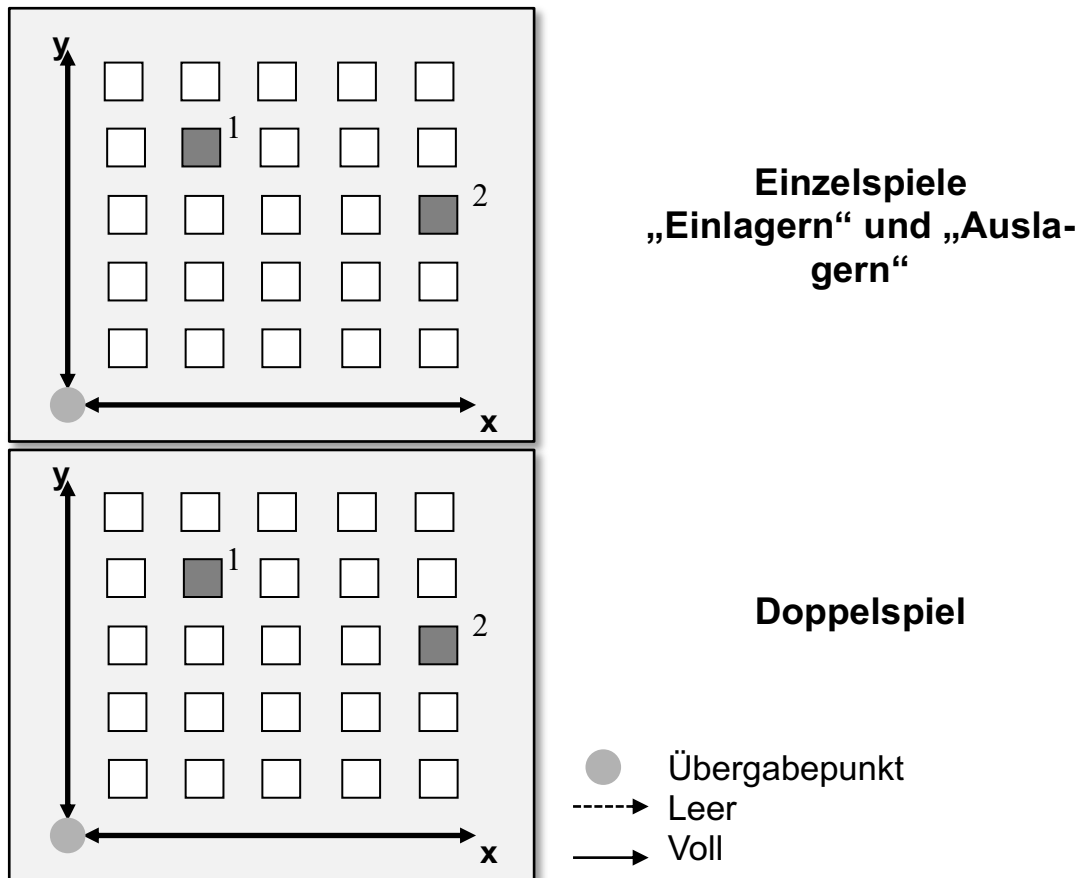 y
1
2
x
Einzelspiele
„Einlagern“ und „Ausla-
gern“
y
1
2
x
Doppelspiel
Übergabepunkt
Leer
Voll